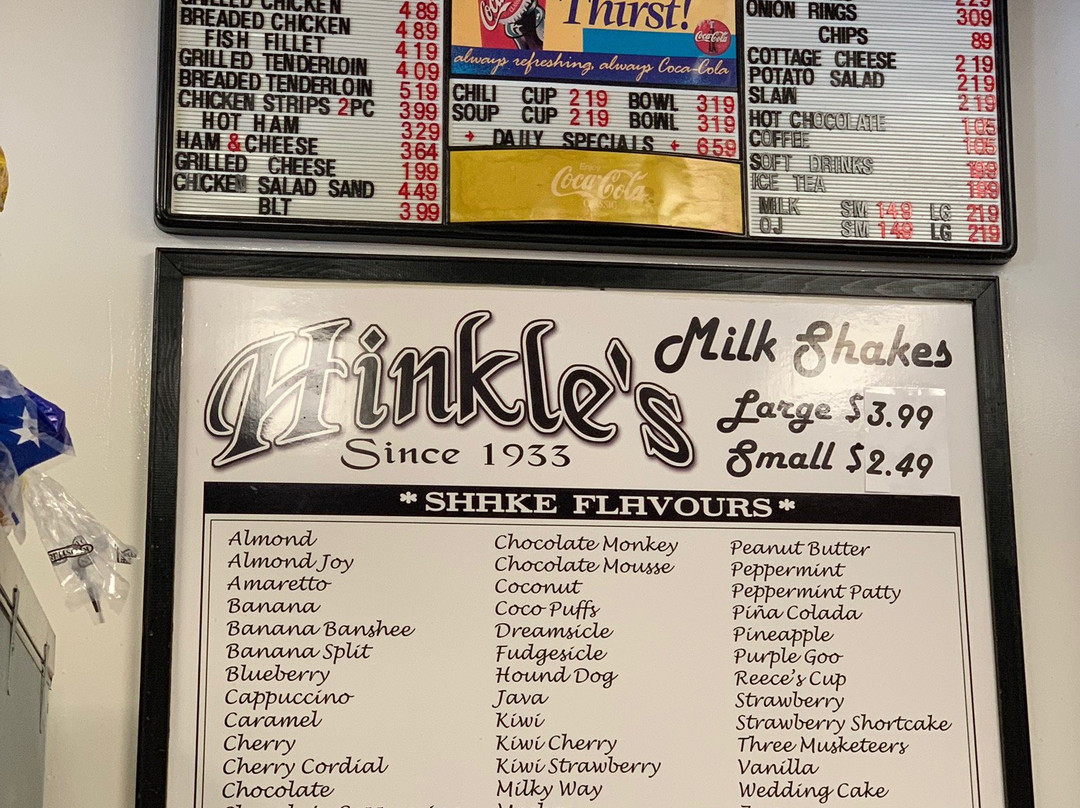 GRILLED CHICKEN 489
BREADED CHICKEN 489
FISH FILLET 419
GRILLED TENDERLOIN 409
BREADED TENDERLOIN 519
CHICKEN STRIPS 2PC 399
HOT HAM 329
HAM & CHEESE 364
GRILLED CHEESE 199
CHICKEN SALAD SAND 449
BLT 399
Coca-Cola
Thirst!
Coca-Cola
always refreshing, always Coca-Cola
CHILI CUP 219 BOWL 319
SOUP CUP 219 BOWL 319
DAILY SPECIALS 659
Coca-Cola
CLASSIC
ONION RINGS 309
CHIPS 89
COTTAGE CHEESE 219
POTATO SALAD 219
SLAW 219
HOT CHOCOLATE 105
COFFEE 105
SOFT DRINKS
ICE TEA
MILK SM 149 LG 219
OJ SM 149 LG 219
Hinkle's
Since 1933
Milk Shakes
Large $3.99
Small $2.49
*SHAKE FLAVOURS*
Almond
Almond Joy
Amaretto
Banana
Banana Banshee
Banana Split
Blueberry
Cappuccino
Caramel
Cherry
Cherry Cordial
Chocolate
Chocolate Monkey
Chocolate Mousse
Coconut
Coco Puffs
Dreamsicle
Fudgesicle
Hound Dog
Java
Kiwi
Kiwi Cherry
Kiwi Strawberry
Milky Way
Peanut Butter
Peppermint
Peppermint Patty
Piña Colada
Pineapple
Purple Goo
Reece's Cup
Strawberry
Strawberry Shortcake
Three Musketeers
Vanilla
Wedding Cake